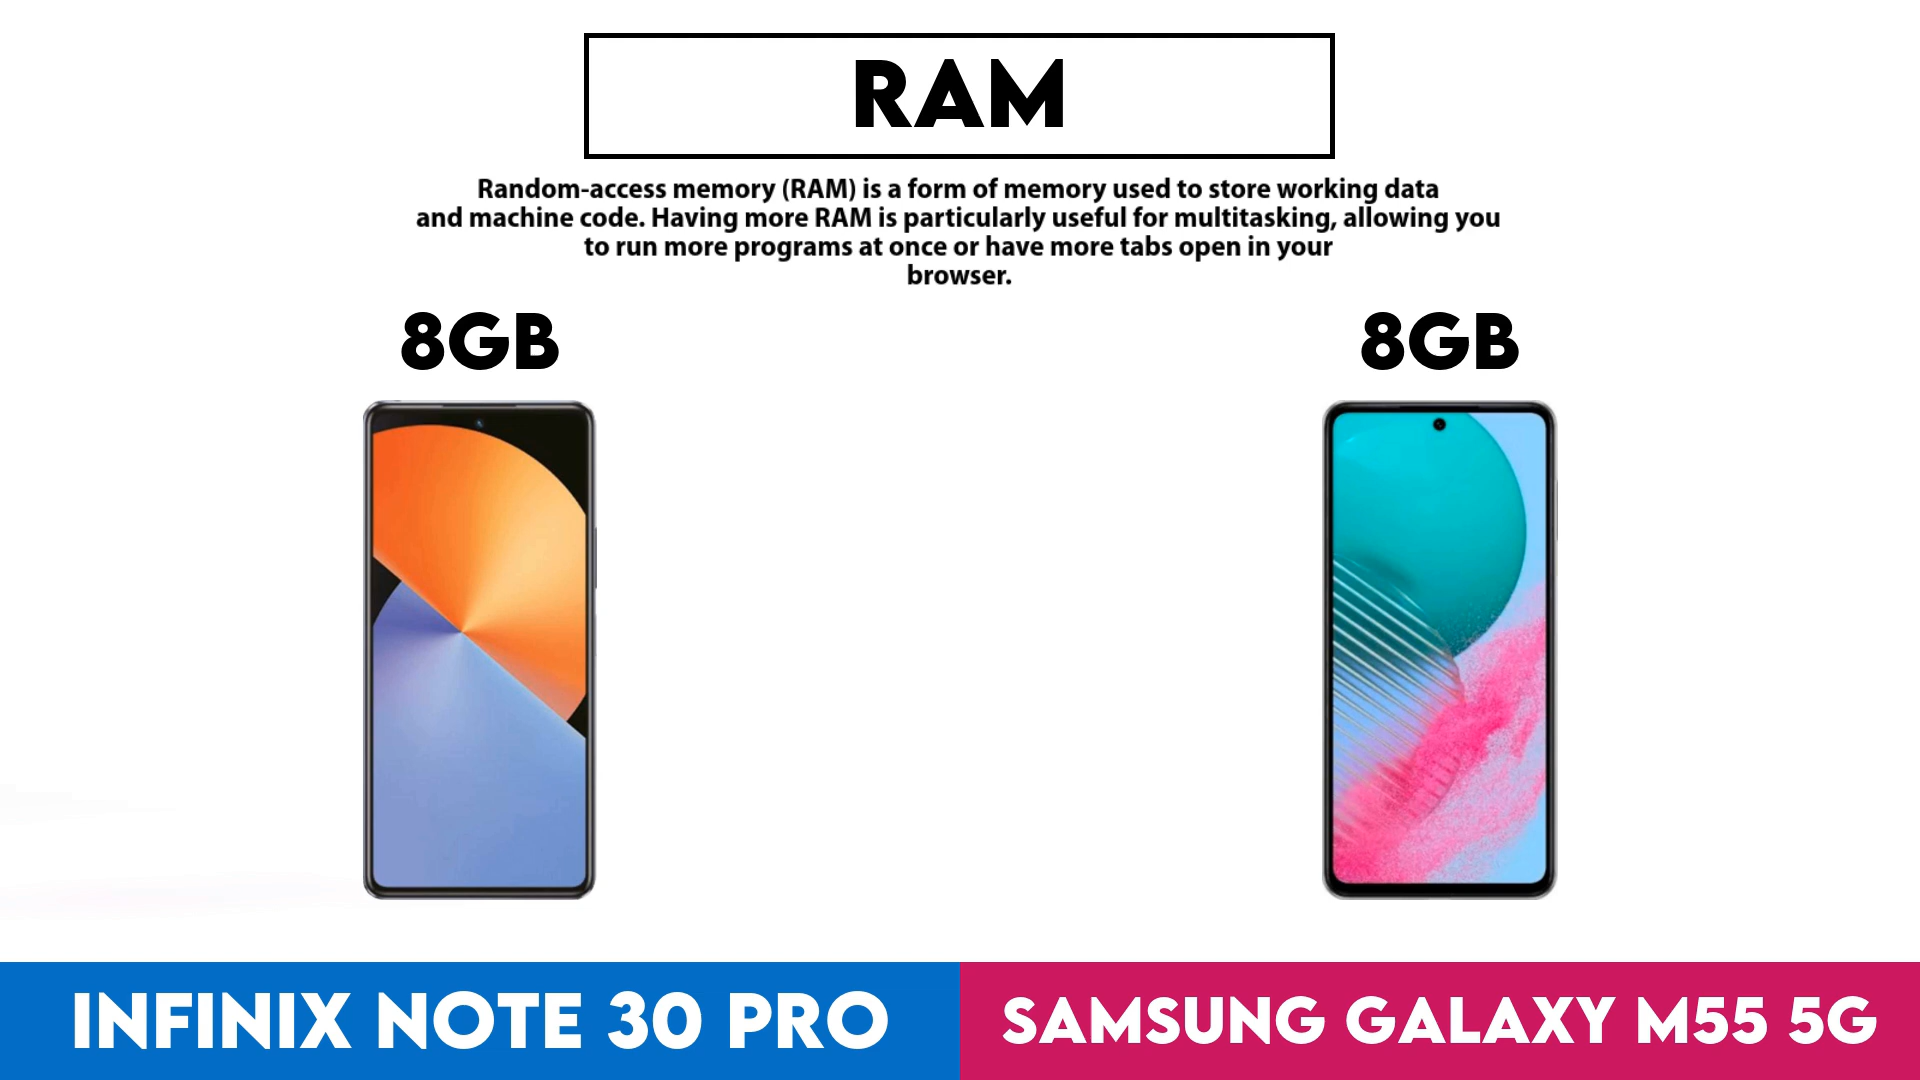 RAM
Random-access memory (RAM) is a form of memory used to store working data
and machine code. Having more RAM is particularly useful for multitasking, allowing you
to run more programs at once or have more tabs open in your
browser.
8GB
8GB
INFINIX NOTE 30 PRO
SAMSUNG GALAXY M55 5G